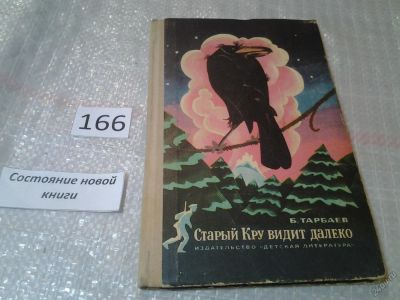 166
Состояние новой
книги
Б. ТАРБАЕВ
СТАРЫЙ КРУ ВИДИТ ДАЛЕКО
ИЗДАТЕЛЬСТВО «ДЕТСКАЯ ЛИТЕРАТУРА»